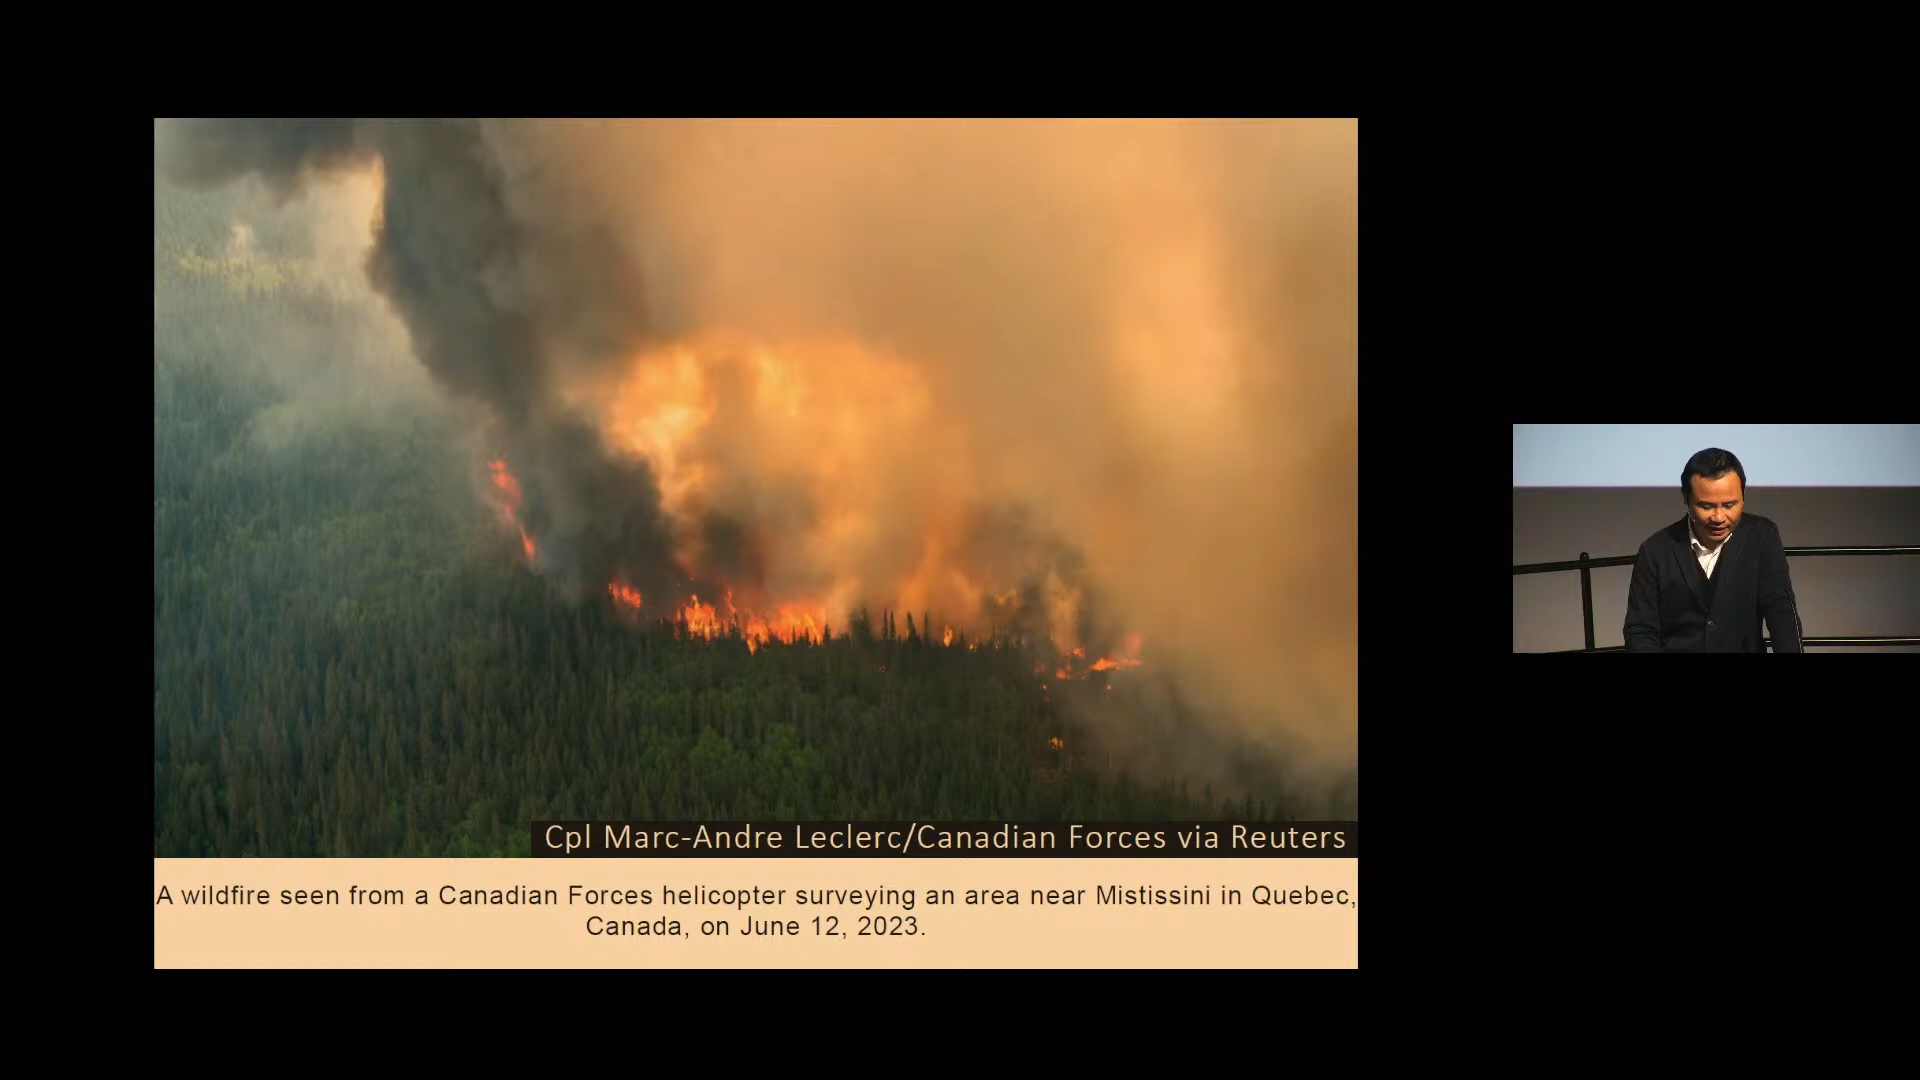 Cpl Marc-Andre Leclerc/Canadian Forces via Reuters
A wildfire seen from a Canadian Forces helicopter surveying an area near Mistissini in Quebec,
Canada, on June 12, 2023.